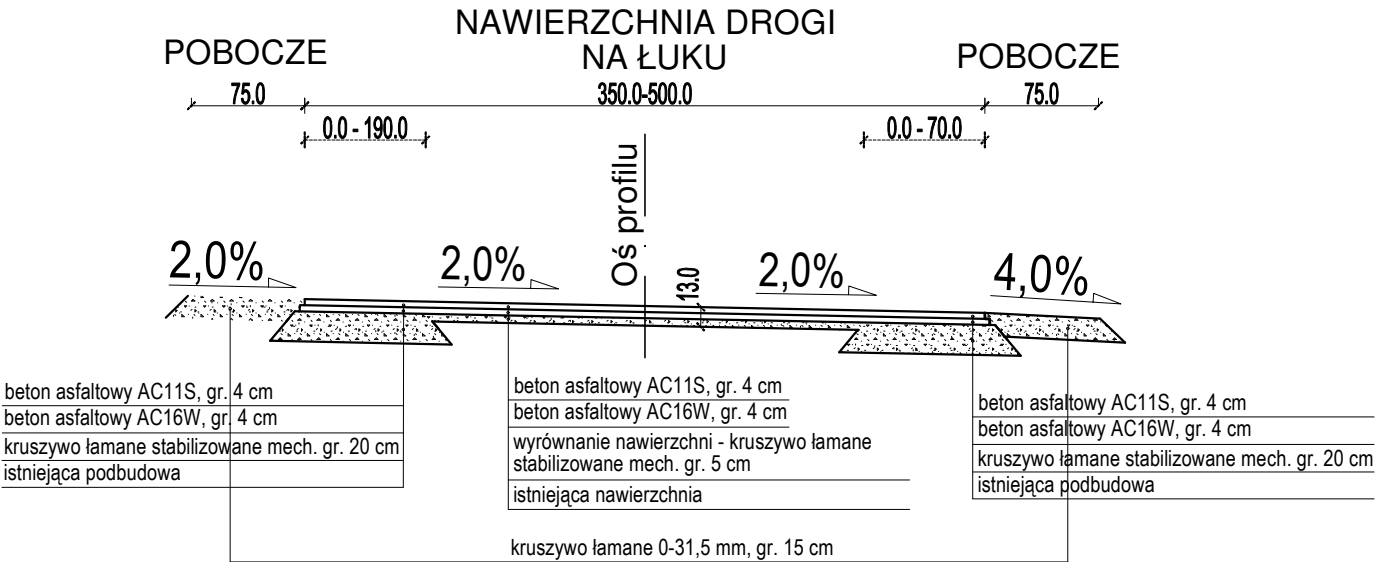 NAWIERZCHNIA DROGI
NA ŁUKU
POBOCZE
POBOCZE
75.0
350.0-500.0
75.0
0.0 - 190.0
0.0 - 70.0
Oś profilu
2,0%
2,0%
13.0
2,0%
4,0%
beton asfaltowy AC11S, gr. 4 cm
beton asfaltowy AC16W, gr. 4 cm
kruszywo łamane stabilizowane mech. gr. 20 cm
istniejąca podbudowa
beton asfaltowy AC11S, gr. 4 cm
beton asfaltowy AC16W, gr. 4 cm
wyrównanie nawierzchni - kruszywo łamane
stabilizowane mech. gr. 5 cm
istniejąca nawierzchnia
beton asfaltowy AC11S, gr. 4 cm
beton asfaltowy AC16W, gr. 4 cm
kruszywo łamane stabilizowane mech. gr. 20 cm
istniejąca podbudowa
kruszywo łamane 0-31,5 mm, gr. 15 cm